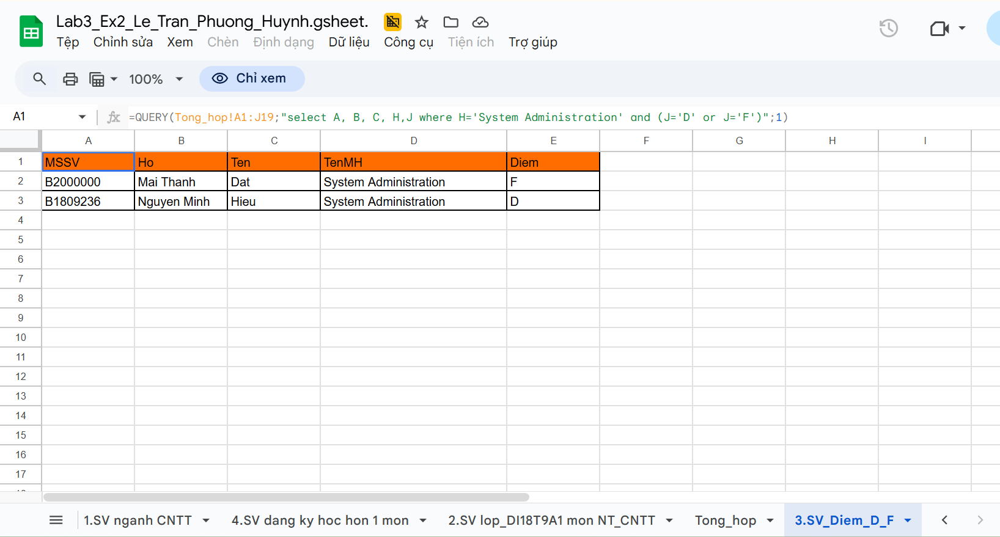 Lab3_Ex2_Le_Tran_Phuong_Huynh.gsheet.
Tệp Chỉnh sửa Xem Chèn Định dạng Dữ liệu Công cụ Tiện ích Trợ giúp
100% Chỉ xem
A1 fx =QUERY(Tong_hop!A1:J19;"select A, B, C, H,J where H='System Administration' and (J='D' or J='F')";1)
A B C D E F G H I
1 MSSV Ho Ten TenMH Diem
2 B2000000 Mai Thanh Dat System Administration F
3 B1809236 Nguyen Minh Hieu System Administration D
4
5
6
7
8
9
10
11
12
13
14
15
16
17
1.SV nganh CNTT 4.SV dang ky hoc hon 1 mon 2.SV lop_DI18T9A1 mon NT_CNTT Tong_hop 3.SV_Diem_D_F